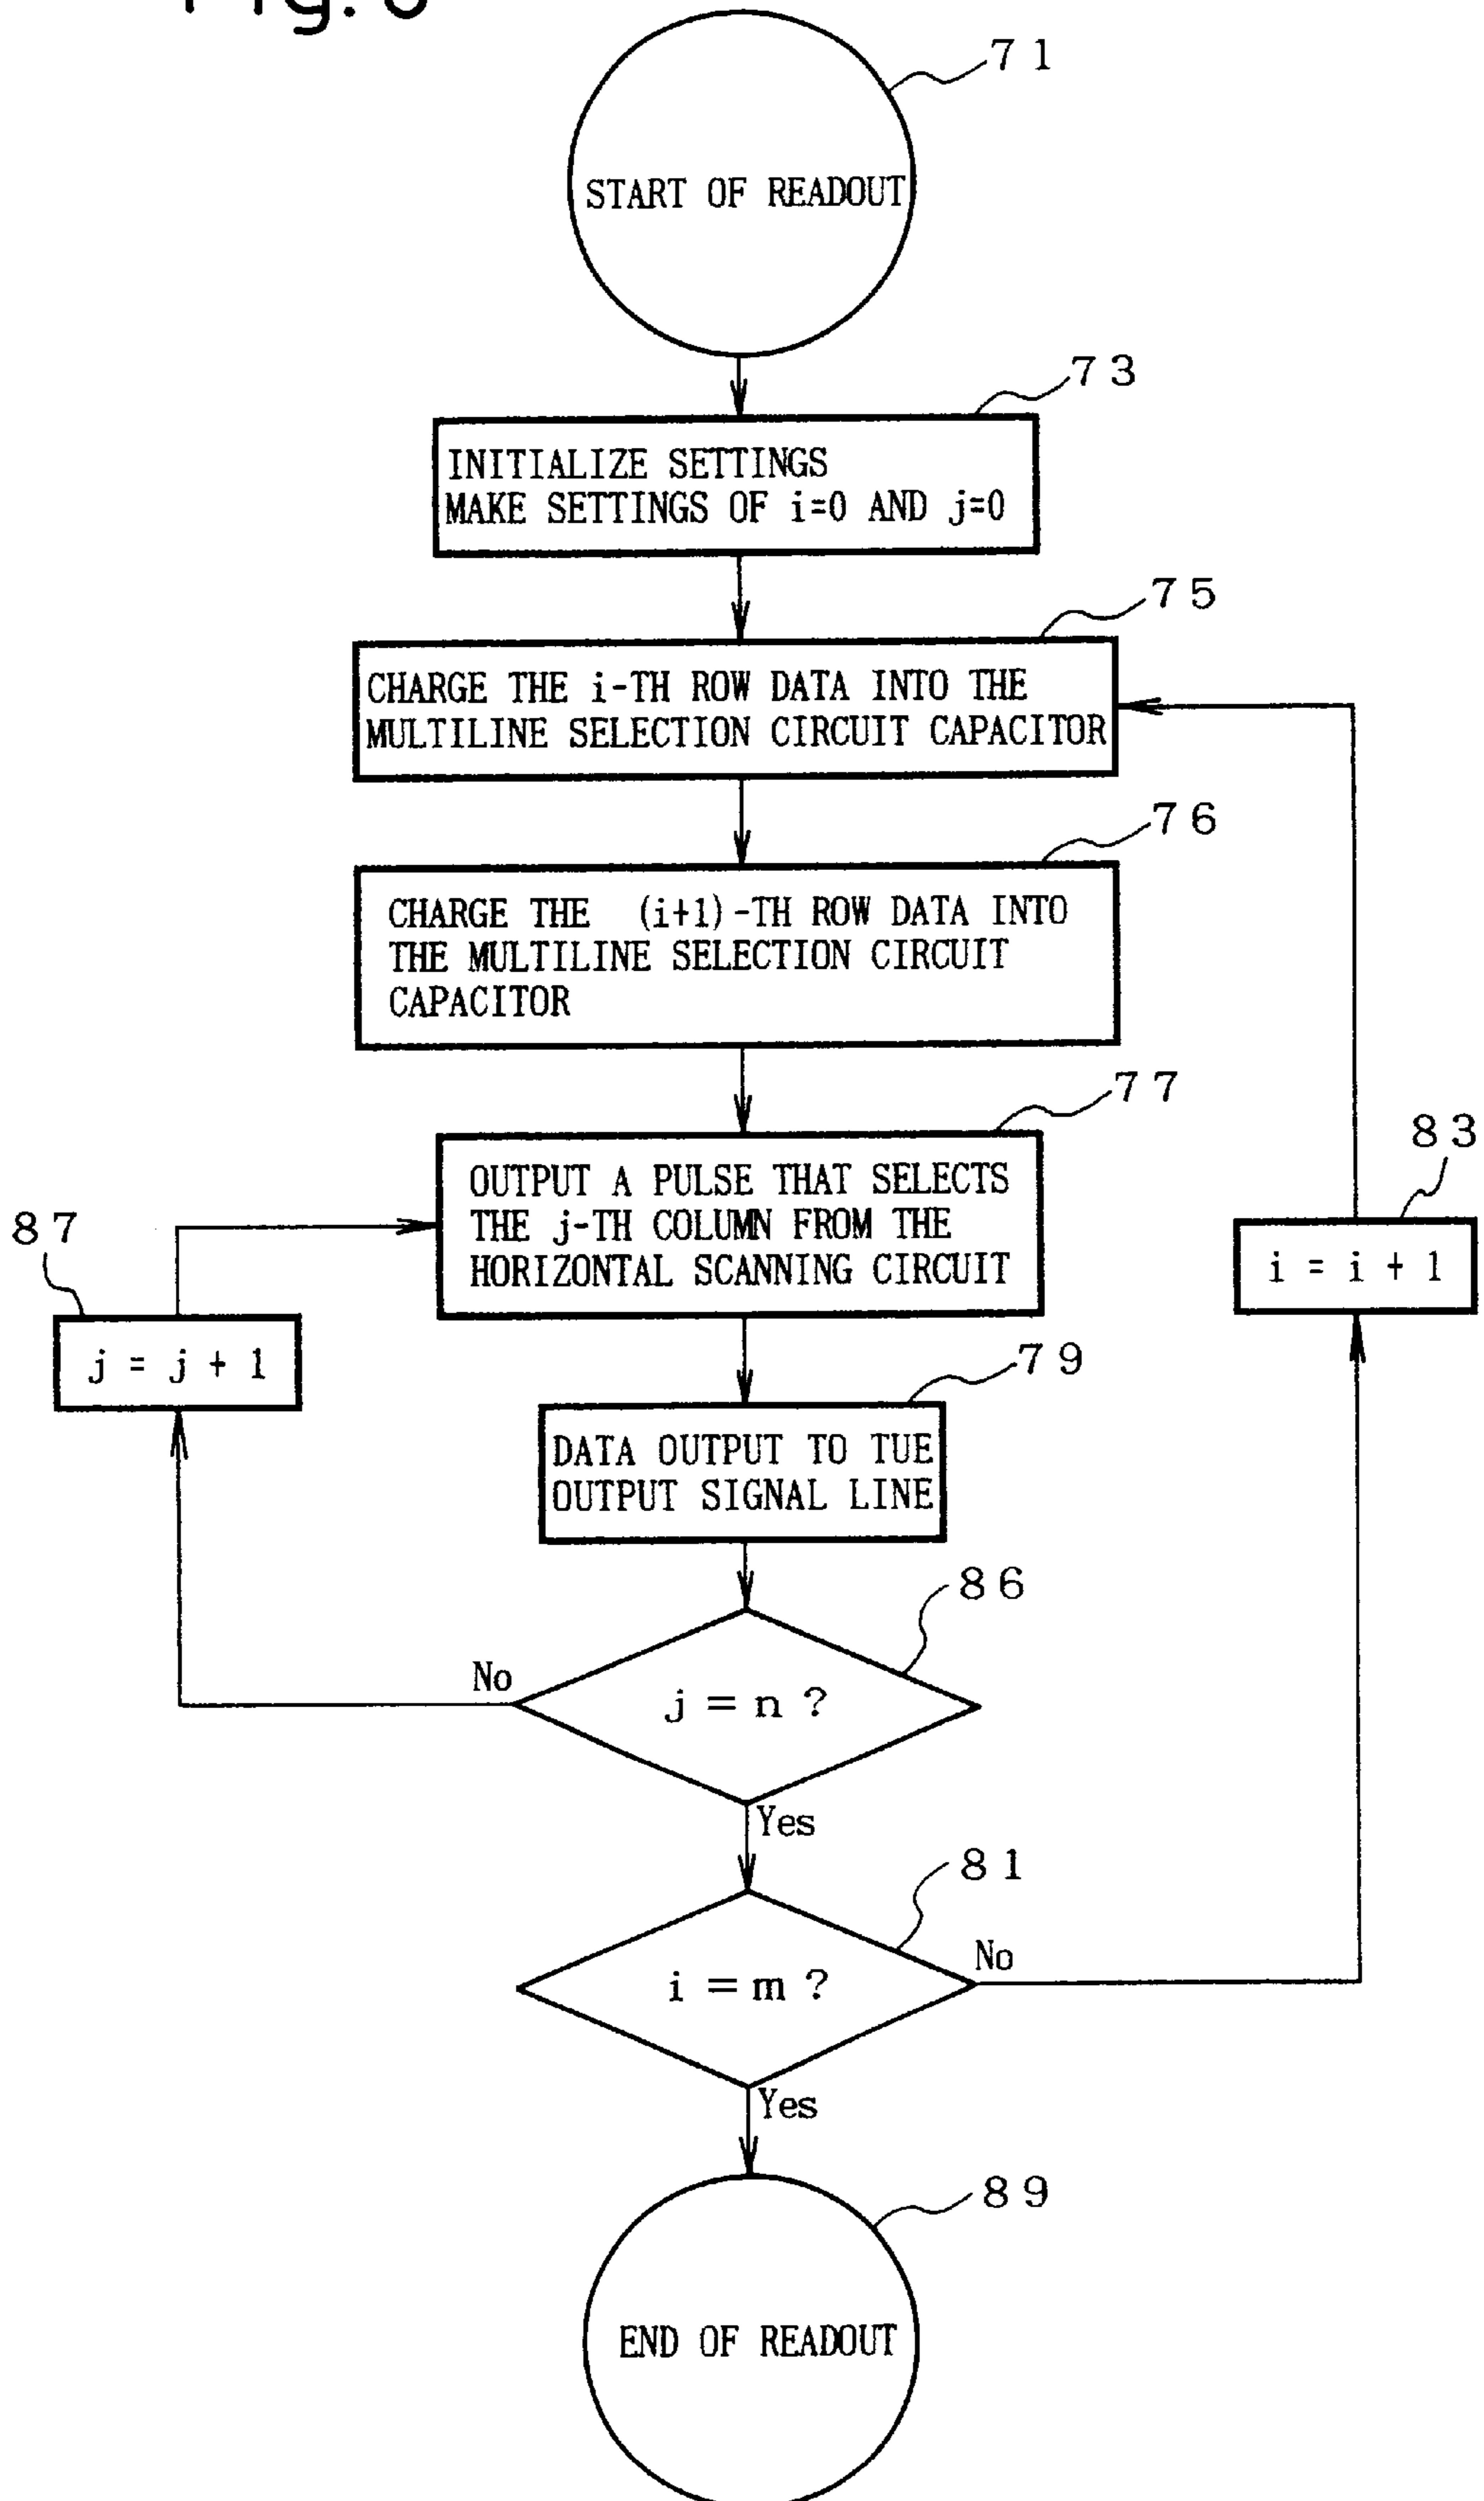 71
START OF READOUT
73
INITIALIZE SETTINGS
MAKE SETTINGS OF i=0 AND j=0
75
CHARGE THE i-TH ROW DATA INTO THE
MULTILINE SELECTION CIRCUIT CAPACITOR
76
CHARGE THE (i+1)-TH ROW DATA INTO
THE MULTILINE SELECTION CIRCUIT
CAPACITOR
77
OUTPUT A PULSE THAT SELECTS
THE j-TH COLUMN FROM THE
HORIZONTAL SCANNING CIRCUIT
83
i = i + 1
87
j = j + 1
79
DATA OUTPUT TO TUE
OUTPUT SIGNAL LINE
86
No
j = n ?
Yes
81
No
i = m ?
Yes
89
END OF READOUT